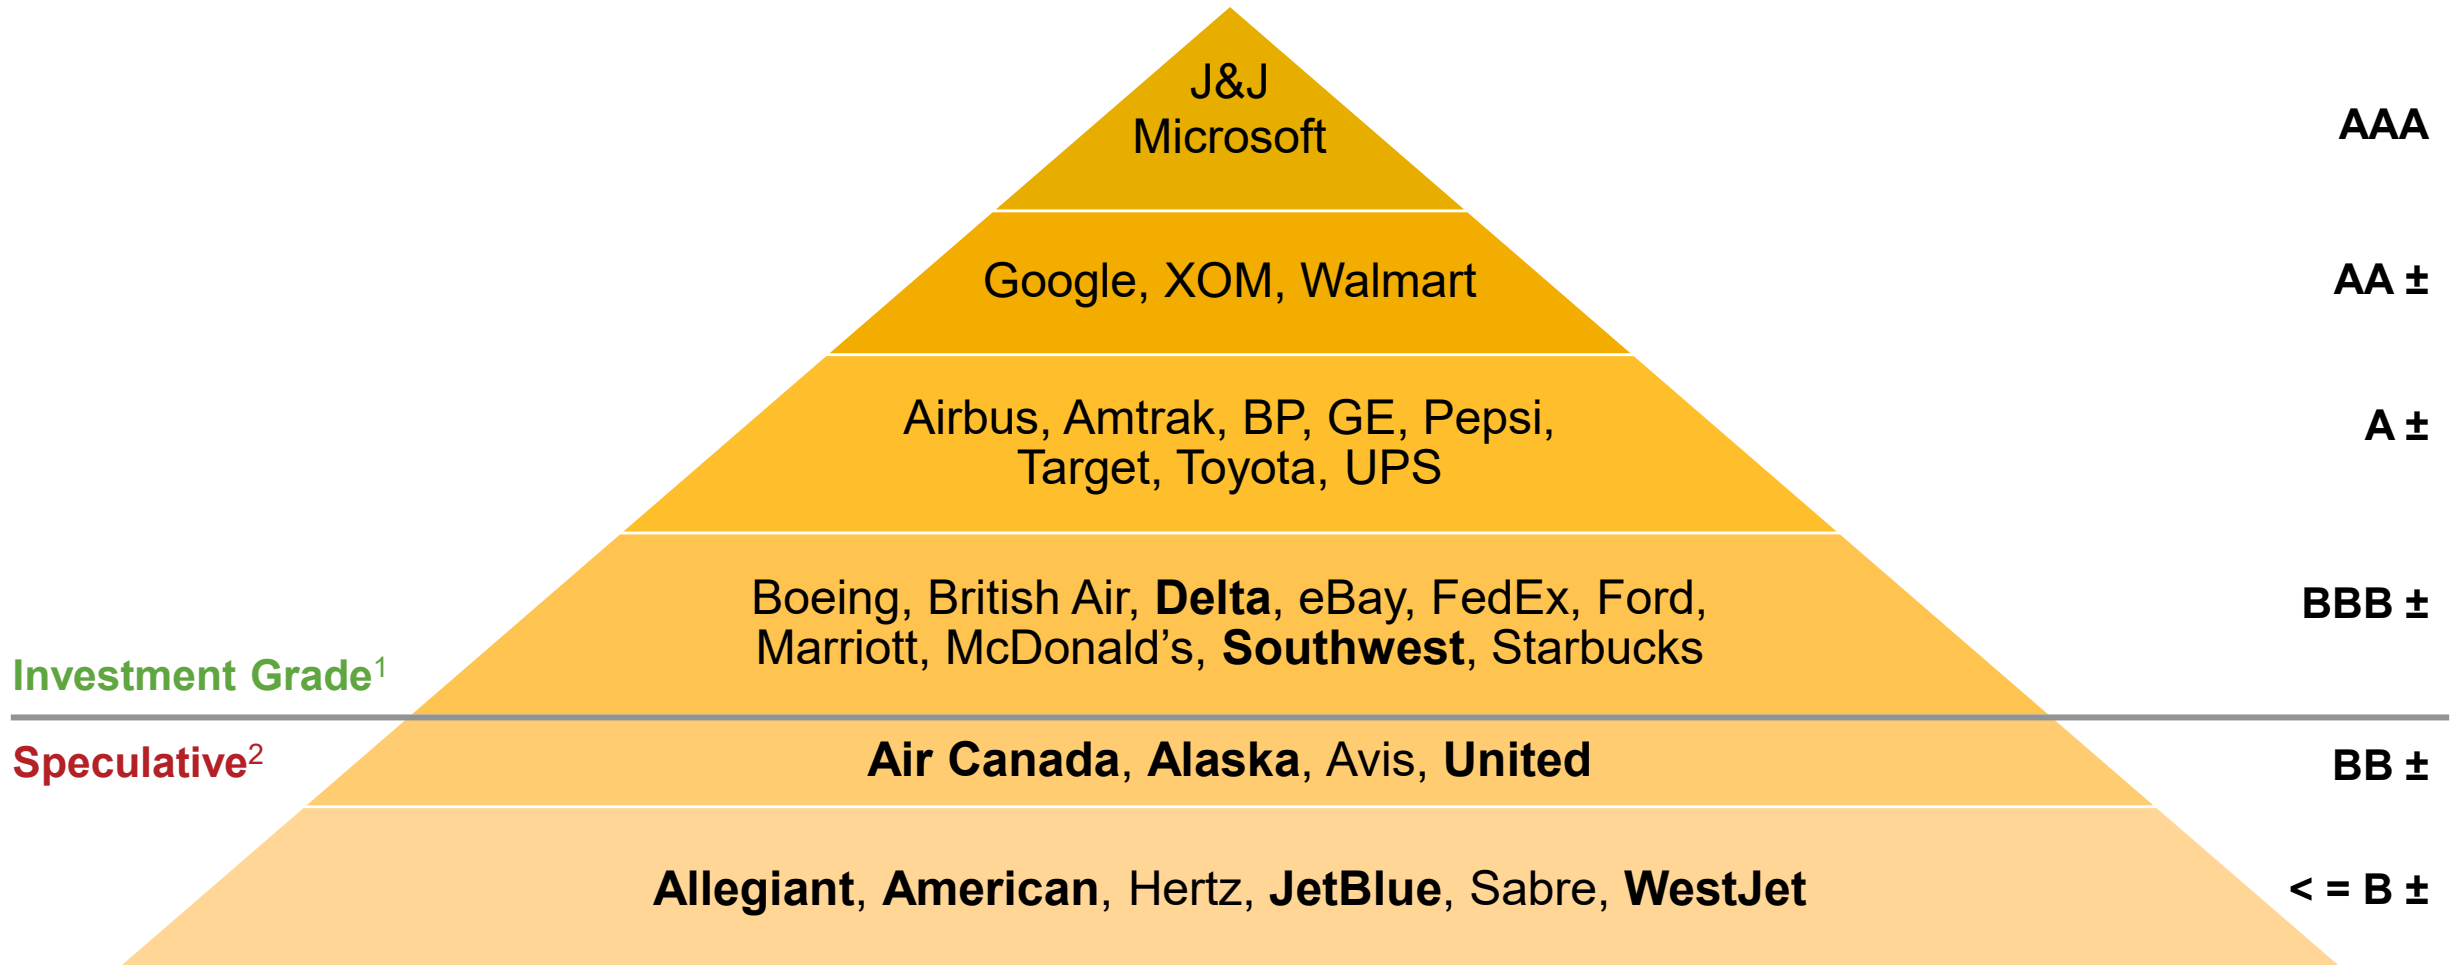 J&J
Microsoft
AAA
Google, XOM, Walmart
AA ±
Airbus, Amtrak, BP, GE, Pepsi,
Target, Toyota, UPS
A ±
Boeing, British Air, Delta, eBay, FedEx, Ford,
Marriott, McDonald’s, Southwest, Starbucks
BBB ±
Investment Grade¹
Speculative²
Air Canada, Alaska, Avis, United
BB ±
Allegiant, American, Hertz, JetBlue, Sabre, WestJet
< = B ±